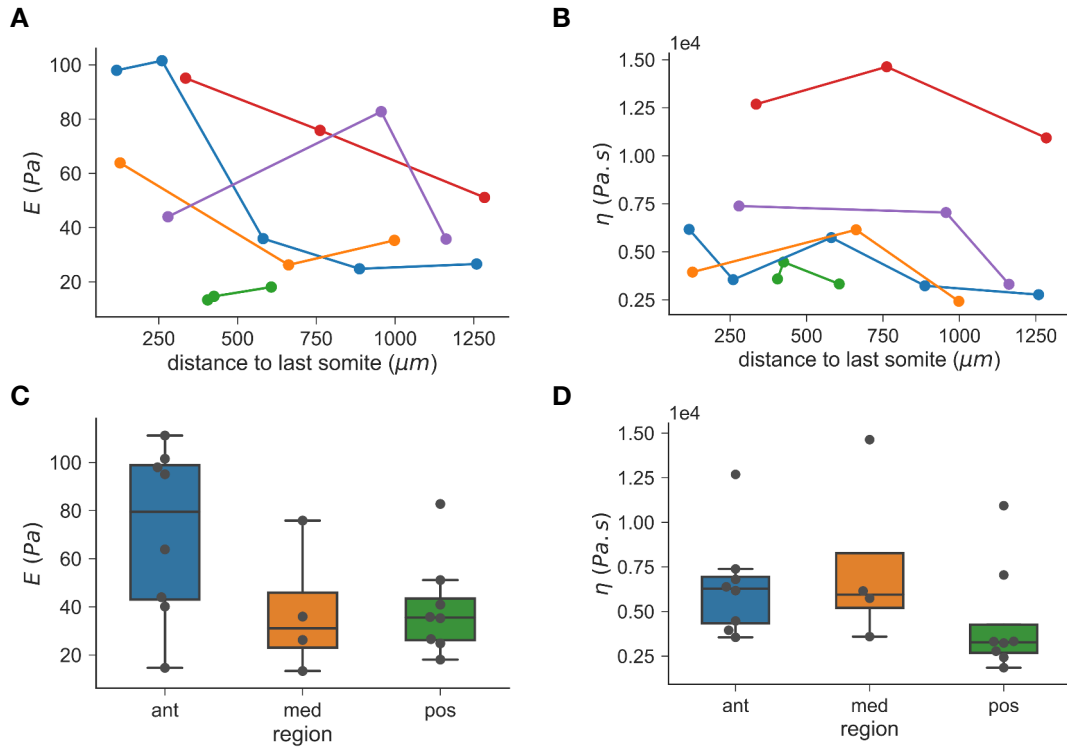 A
B
1e4
E (Pa)
100
80
60
40
20
250
500
750
1000
1250
distance to last somite (μm)
η (Pa.s)
1.50
1.25
1.00
0.75
0.50
0.25
250
500
750
1000
1250
distance to last somite (μm)
C
D
1e4
E (Pa)
100
80
60
40
20
ant
med
pos
region
η (Pa.s)
1.50
1.25
1.00
0.75
0.50
0.25
ant
med
pos
region